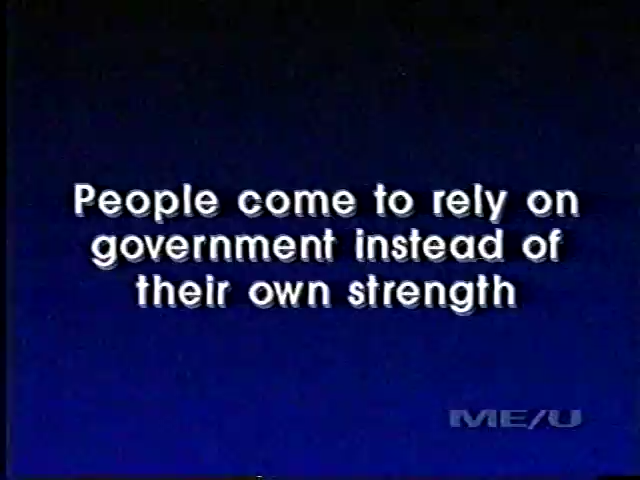 People come to rely on
government instead of
their own strength
ME/U